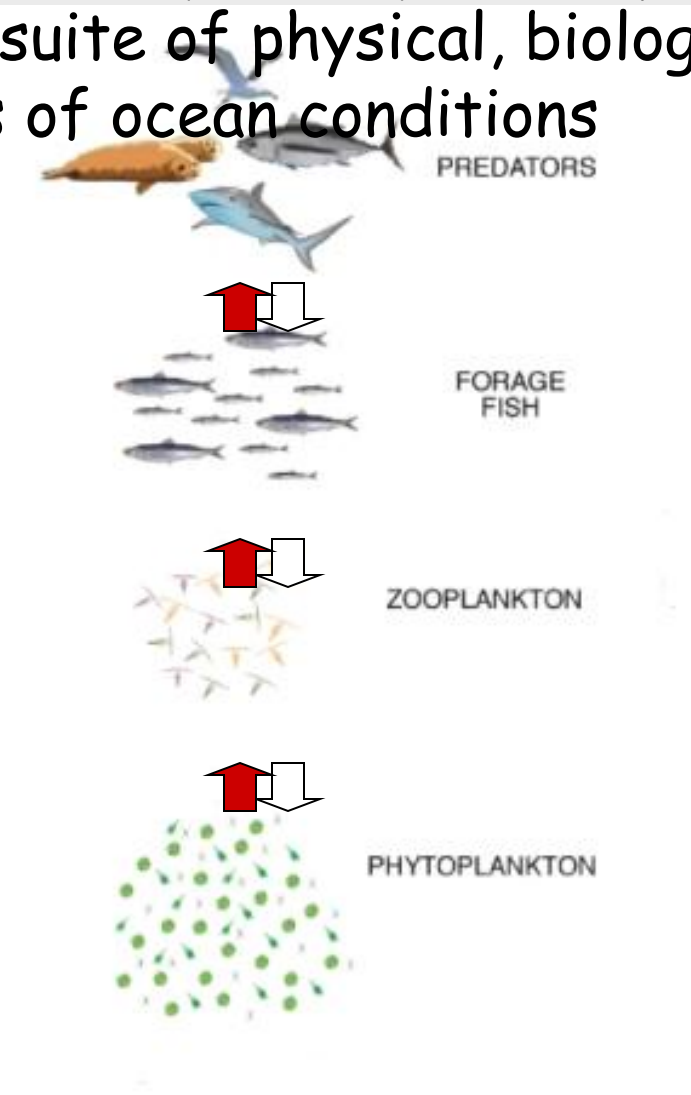 suite of physical, biolog
s of ocean conditions
PREDATORS
FORAGE
FISH
ZOOPLANKTON
PHYTOPLANKTON